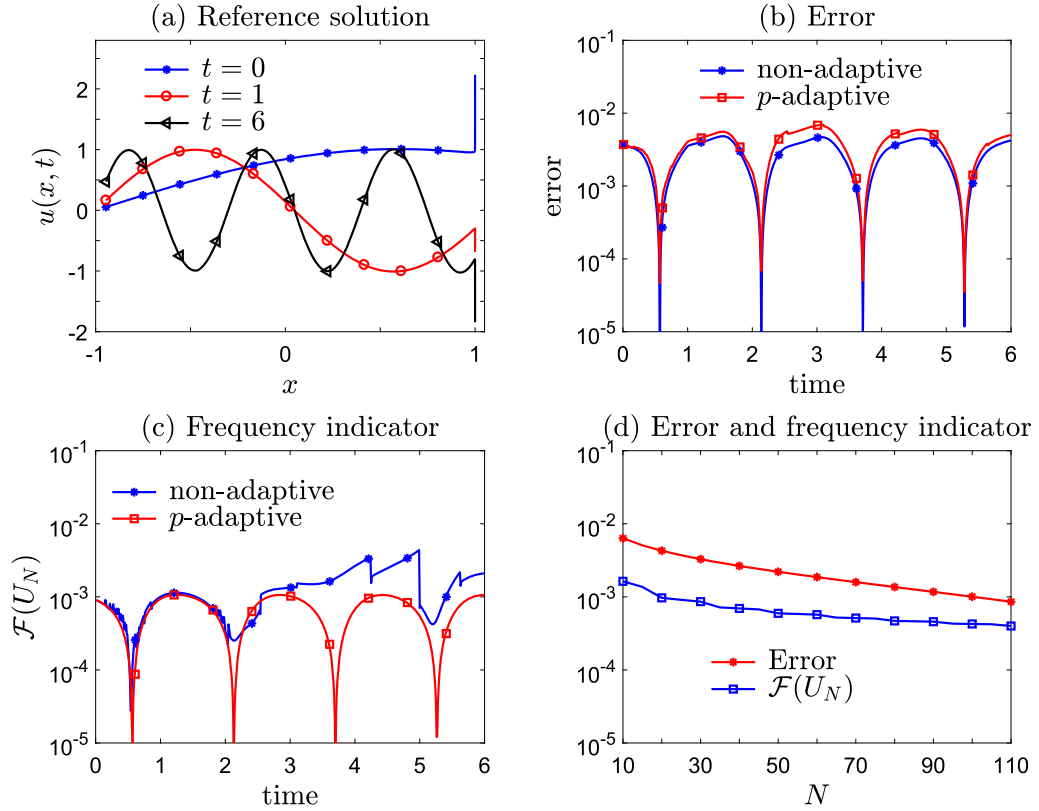 (a) Reference solution
t = 0
t = 1
t = 6
u(x, t)
2
1
0
-1
-2
-1 0 1
x
(b) Error
non-adaptive
p-adaptive
error
10^-1
10^-2
10^-3
10^-4
10^-5
0 1 2 3 4 5 6
time
(c) Frequency indicator
non-adaptive
p-adaptive
F(U_N)
10^-1
10^-2
10^-3
10^-4
10^-5
0 1 2 3 4 5 6
time
(d) Error and frequency indicator
10^-1
10^-2
10^-3
10^-4
10^-5
Error
F(U_N)
10 30 50 70 90 110
N